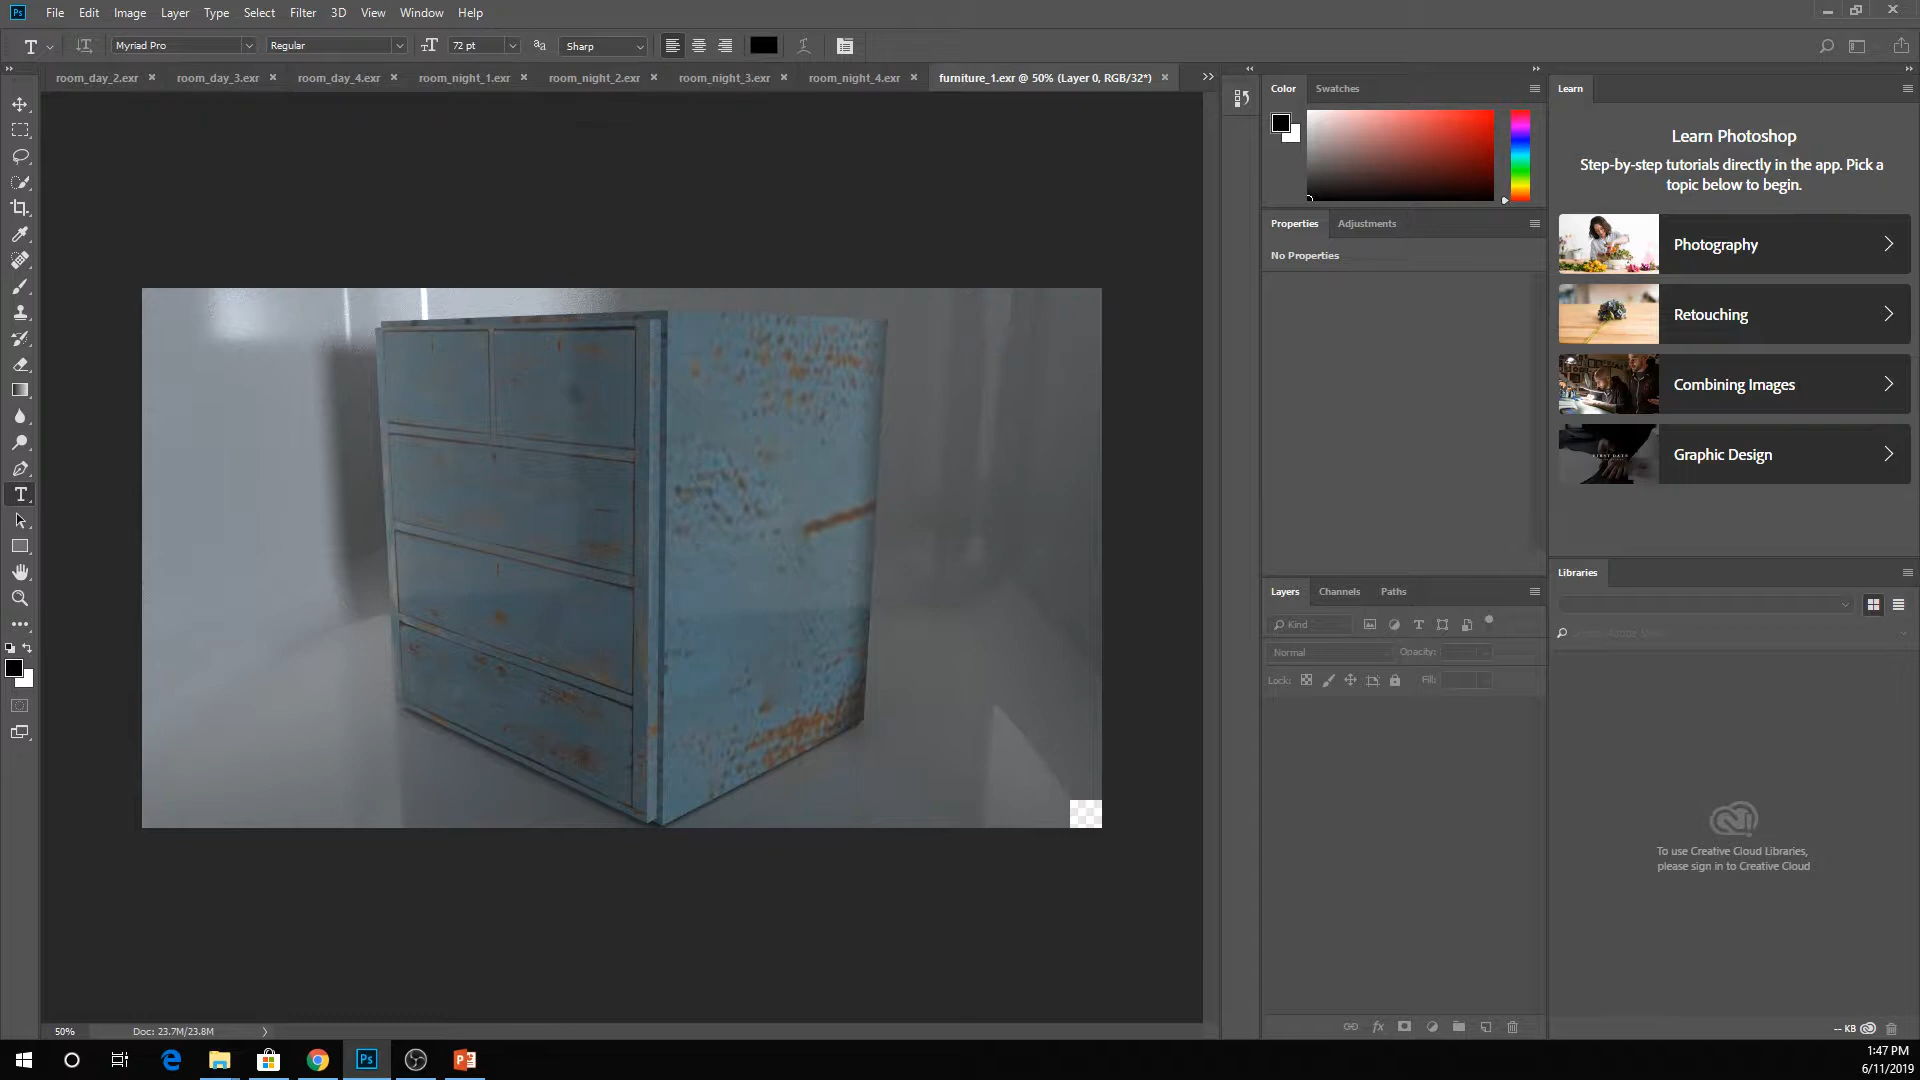 Ps File Edit Image Layer Type Select Filter 3D View Window Help
T Myriad Pro Regular 72 pt Sharp
room_day_2.exr room_day_3.exr room_day_4.exr room_night_1.exr room_night_2.exr room_night_3.exr room_night_4.exr furniture_1.exr @ 50% (Layer 0, RGB/32*)
Color Swatches
Learn
Learn Photoshop
Step-by-step tutorials directly in the app. Pick a
topic below to begin.
Photography
Retouching
Combining Images
Graphic Design
Properties Adjustments
No Properties
Layers Channels Paths
Kind
Normal Opacity:
Lock: Fill:
Libraries
To use Creative Cloud Libraries,
please sign in to Creative Cloud
-- KB
50% Doc: 23.7M/23.8M
1:47 PM
6/11/2019